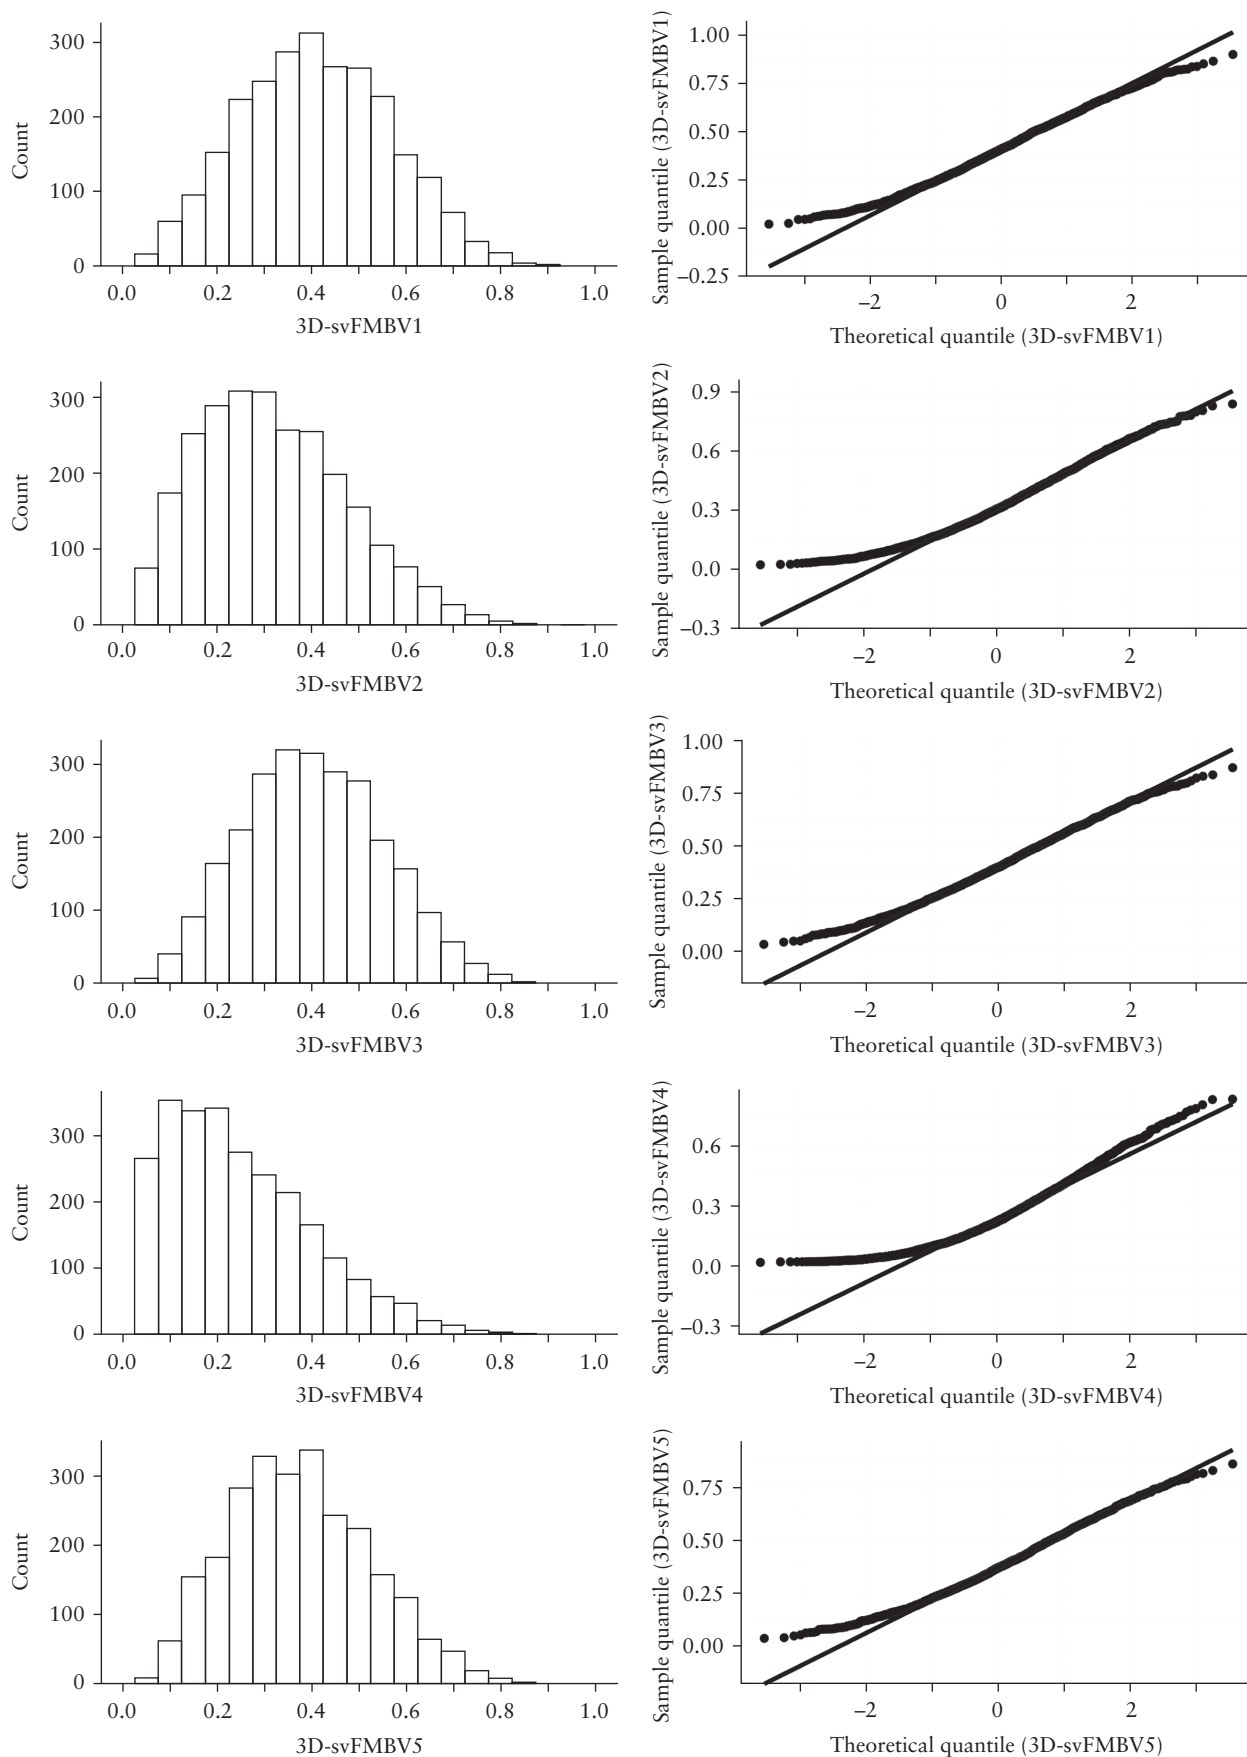 300
200
100
0
Count
0.0 0.2 0.4 0.6 0.8 1.0
3D-svFMBV1
1.00
0.75
0.50
0.25
0.00
–0.25
Sample quantile (3D-svFMBV1)
–2 0 2
Theoretical quantile (3D-svFMBV1)
300
200
100
0
Count
0.0 0.2 0.4 0.6 0.8 1.0
3D-svFMBV2
0.9
0.6
0.3
0.0
–0.3
Sample quantile (3D-svFMBV2)
–2 0 2
Theoretical quantile (3D-svFMBV2)
300
200
100
0
Count
0.0 0.2 0.4 0.6 0.8 1.0
3D-svFMBV3
1.00
0.75
0.50
0.25
0.00
Sample quantile (3D-svFMBV3)
–2 0 2
Theoretical quantile (3D-svFMBV3)
300
200
100
0
Count
0.0 0.2 0.4 0.6 0.8 1.0
3D-svFMBV4
0.6
0.3
0.0
–0.3
Sample quantile (3D-svFMBV4)
–2 0 2
Theoretical quantile (3D-svFMBV4)
300
200
100
0
Count
0.0 0.2 0.4 0.6 0.8 1.0
3D-svFMBV5
0.75
0.50
0.25
0.00
Sample quantile (3D-svFMBV5)
–2 0 2
Theoretical quantile (3D-svFMBV5)